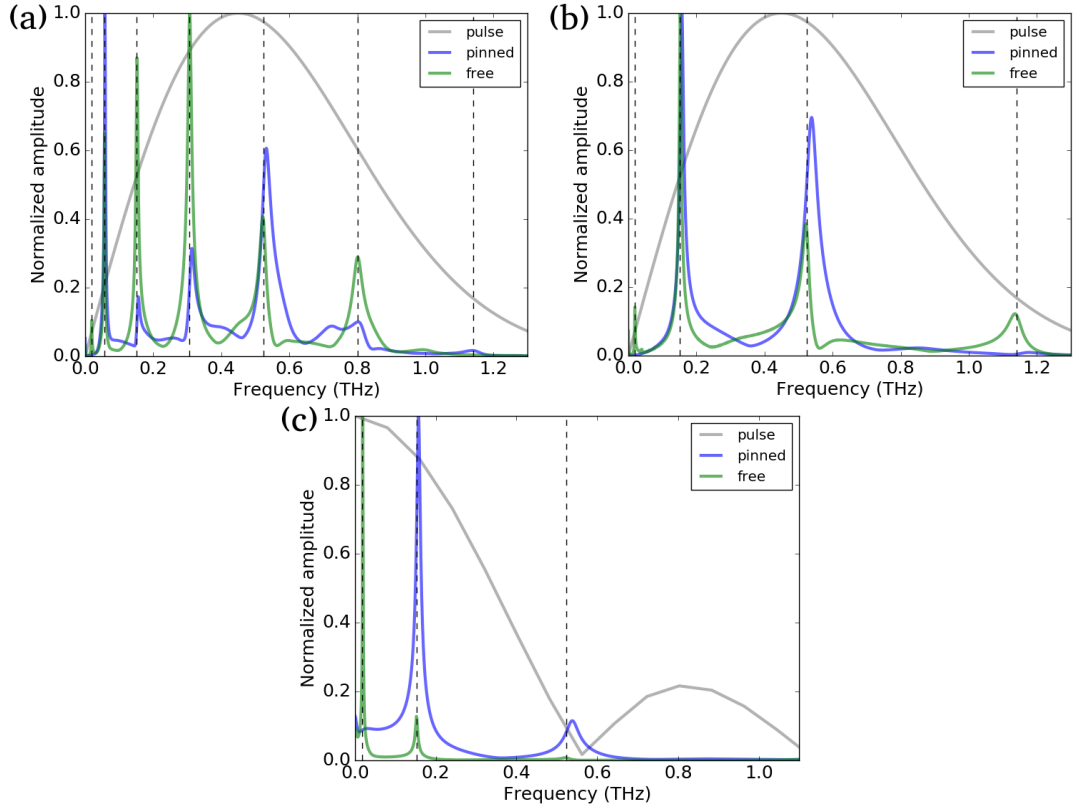 (a)
Normalized amplitude
1.0
0.8
0.6
0.4
0.2
0.0
0.0 0.2 0.4 0.6 0.8 1.0 1.2
Frequency (THz)
pulse
pinned
free
(b)
Normalized amplitude
1.0
0.8
0.6
0.4
0.2
0.0
0.0 0.2 0.4 0.6 0.8 1.0 1.2
Frequency (THz)
pulse
pinned
free
(c)
Normalized amplitude
1.0
0.8
0.6
0.4
0.2
0.0
0.0 0.2 0.4 0.6 0.8 1.0
Frequency (THz)
pulse
pinned
free